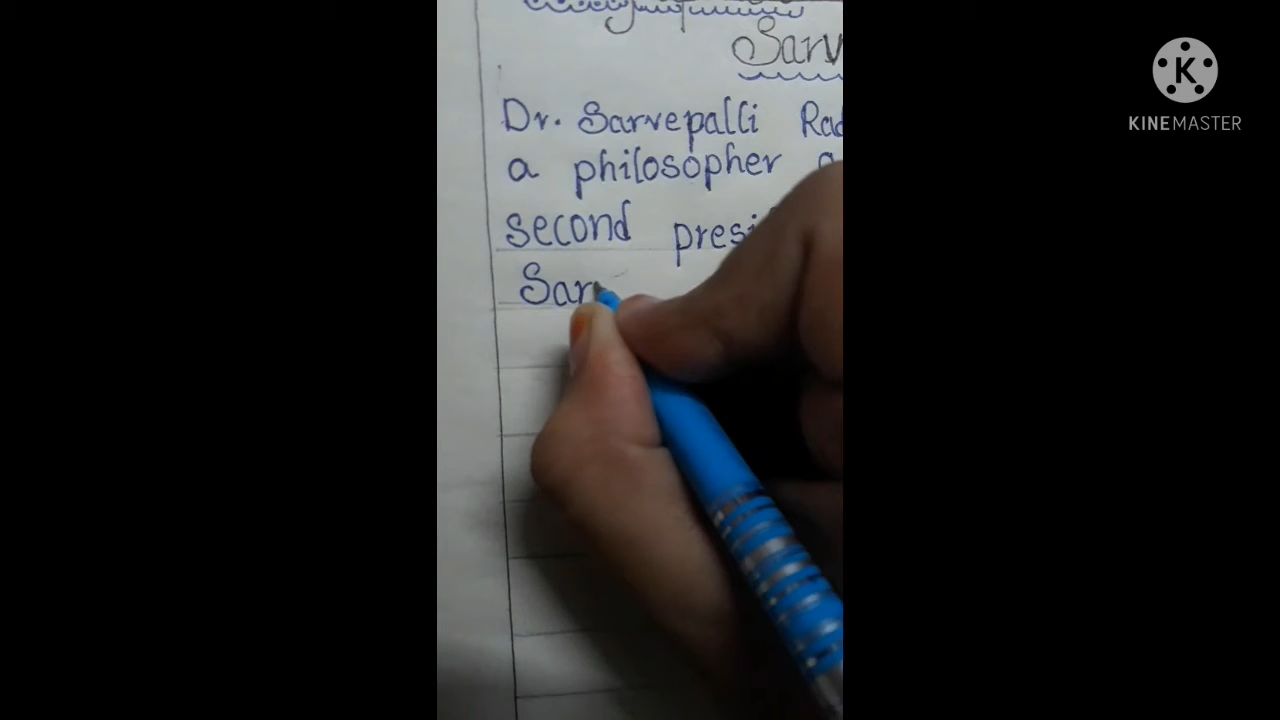 Sarv
Dr. Sarvepalli Rad
a philosopher a
second presi
Sar
KINEMASTER